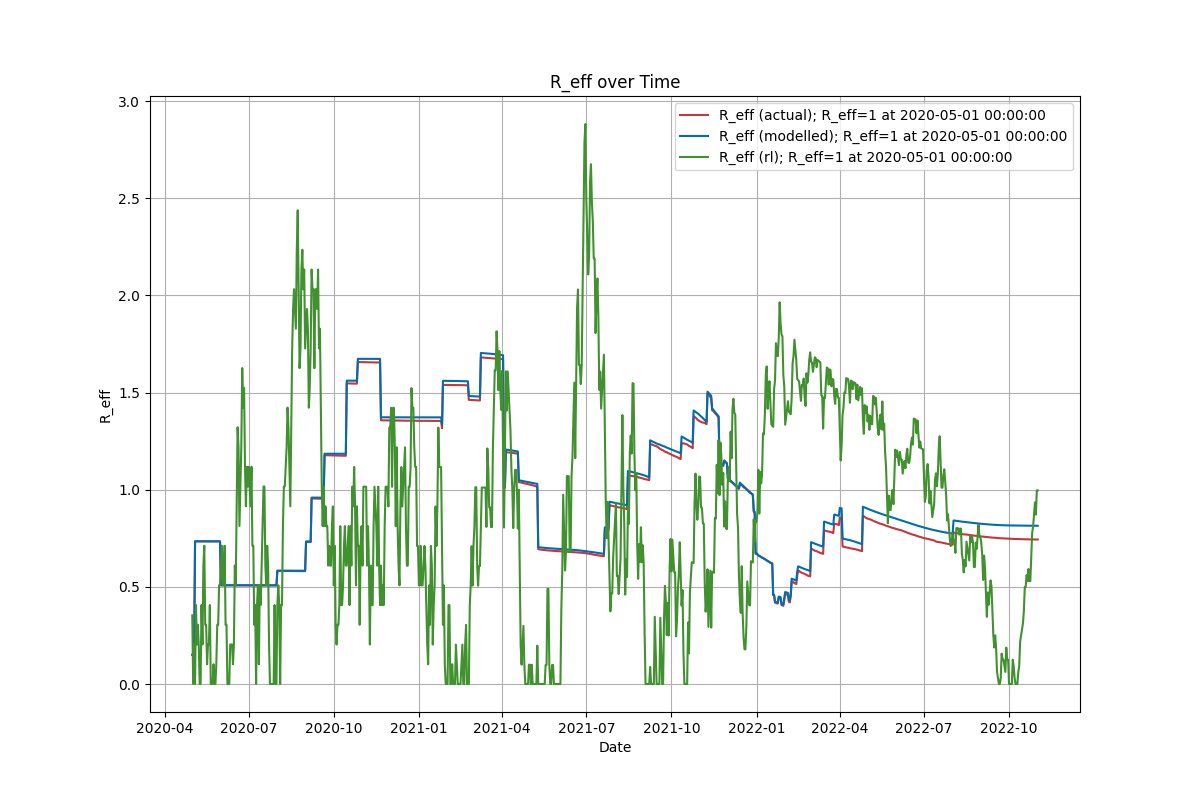 R_eff over Time
R_eff (actual); R_eff=1 at 2020-05-01 00:00:00
R_eff (modelled); R_eff=1 at 2020-05-01 00:00:00
R_eff (rl); R_eff=1 at 2020-05-01 00:00:00
R_eff
3.0
2.5
2.0
1.5
1.0
0.5
0.0
2020-04 2020-07 2020-10 2021-01 2021-04 2021-07 2021-10 2022-01 2022-04 2022-07 2022-10
Date